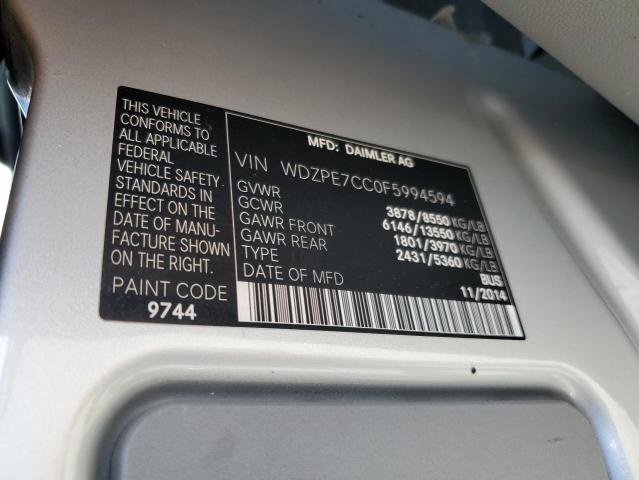 THIS VEHICLE
CONFORMS TO
ALL APPLICABLE
FEDERAL
VEHICLE SAFETY
STANDARDS IN
EFFECT ON THE
DATE OF MANU-
FACTURE SHOWN
ON THE RIGHT.
PAINT CODE
9744
MFD: DAIMLER AG
VIN WDZPE7CC0F5994594
GVWR 3878/8550 KG/LB
GCWR 6146/13550 KG/LB
GAWR FRONT 1801/3970 KG/LB
GAWR REAR 2431/5360 KG/LB
TYPE BUS
DATE OF MFD 11/2014